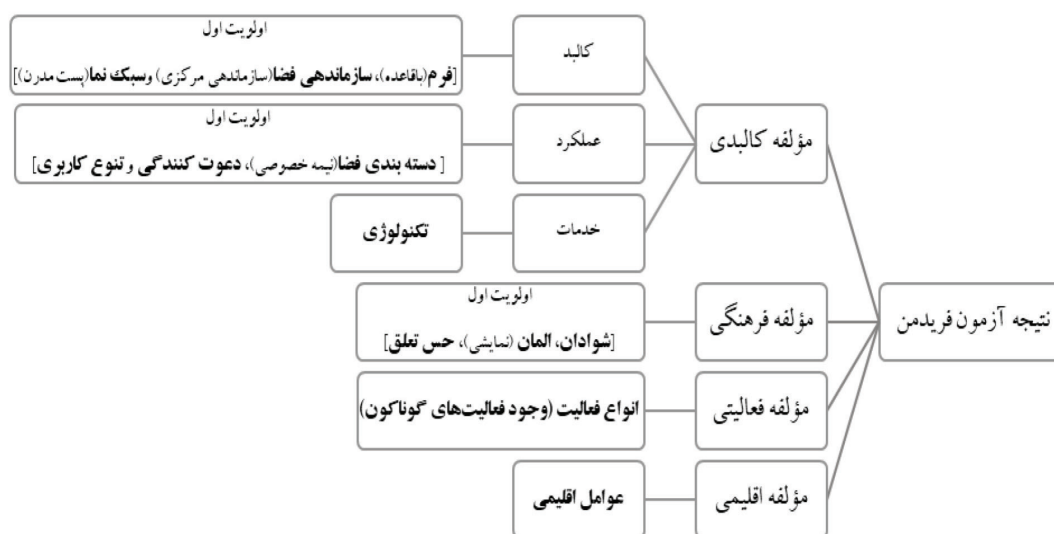 نتیجه آزمون فریدمن
مؤلفه کالبدی
کالبد
اولویت اول
[فرم(باقاعده)، سازماندهی فضا(سازماندهی مرکزی) وسبک نما(پست مدرن)]
عملکرد
اولویت اول
[ دسته بندی فضا(نیمه خصوصی)، دعوت کنندگی و تنوع کاربری]
خدمات
تکنولوژی
مؤلفه فرهنگی
اولویت اول
[شوادان، المان (نمایشی)، حس تعلق]
مؤلفه فعالیتی
انواع فعالیت (وجود فعالیت‌های گوناکون)
مؤلفه اقلیمی
عوامل اقلیمی